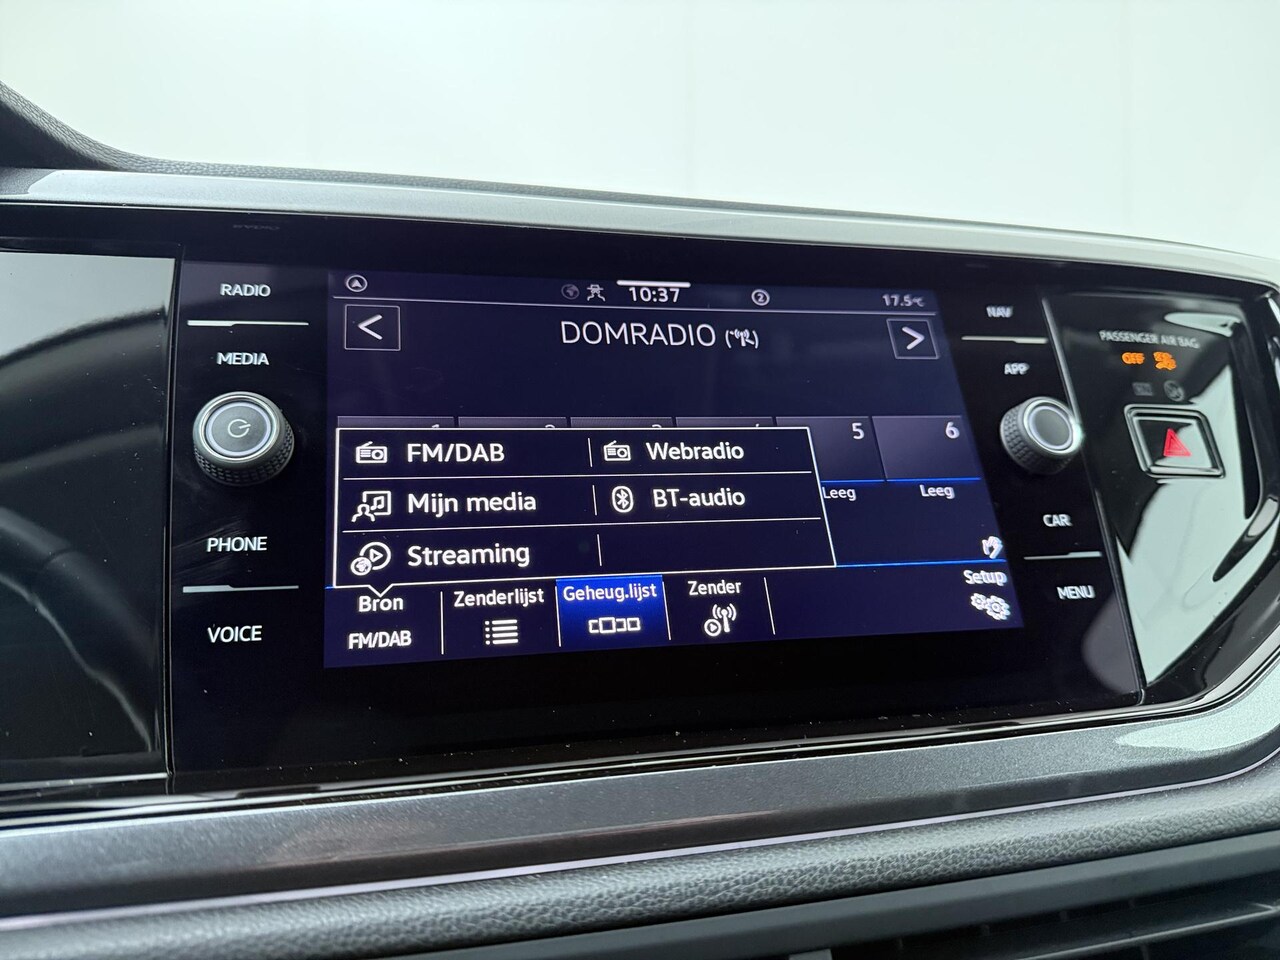 RADIO
MEDIA
PHONE
VOICE
10:37
2
17.5°C
<
DOMRADIO
>
5
6
Leeg
Leeg
FM/DAB
Webradio
Mijn media
BT-audio
Streaming
Bron
FM/DAB
Zenderlijst
Geheug.lijst
Zender
Setup
NAV
APP
CAR
MENU
PASSENGER AIR BAG
OFF